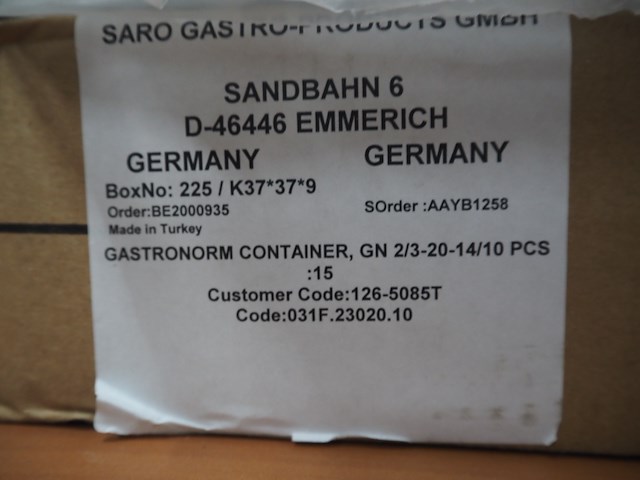 SARO GASTRO-PRODUCTS GMBH
SANDBAHN 6
D-46446 EMMERICH
GERMANY GERMANY
BoxNo: 225 / K37*37*9
Order:BE2000935 SOrder :AAYB1258
Made in Turkey
GASTRONORM CONTAINER, GN 2/3-20-14/10 PCS
:15
Customer Code:126-5085T
Code:031F.23020.10